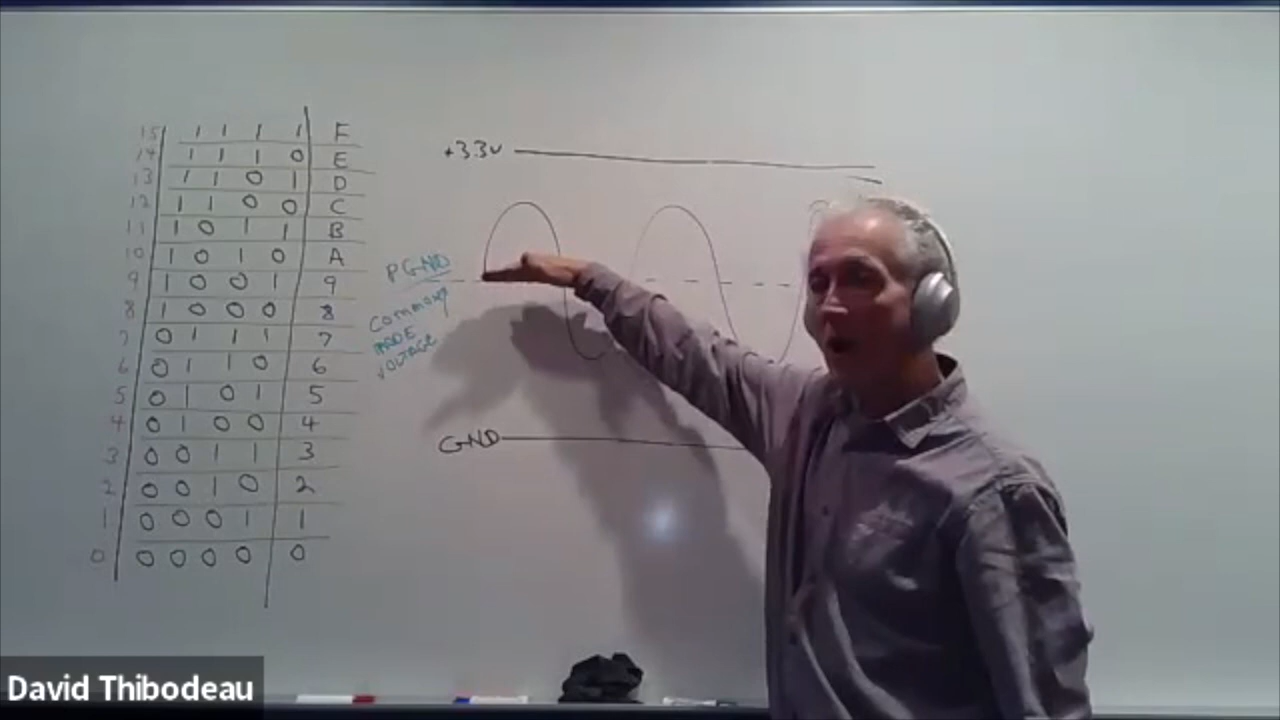 15 1 1 1 1 F
14 1 1 1 0 E
13 1 1 0 1 D
12 1 1 0 0 C
11 1 0 1 1 B
10 1 0 1 0 A
9 1 0 0 1 9
8 1 0 0 0 8
7 0 1 1 1 7
6 0 1 1 0 6
5 0 1 0 1 5
4 0 1 0 0 4
3 0 0 1 1 3
2 0 0 1 0 2
1 0 0 0 1 1
0 0 0 0 0 0
+3.3V
PGND
COMMON
MODE
VOLTAGE
GND
David Thibodeau